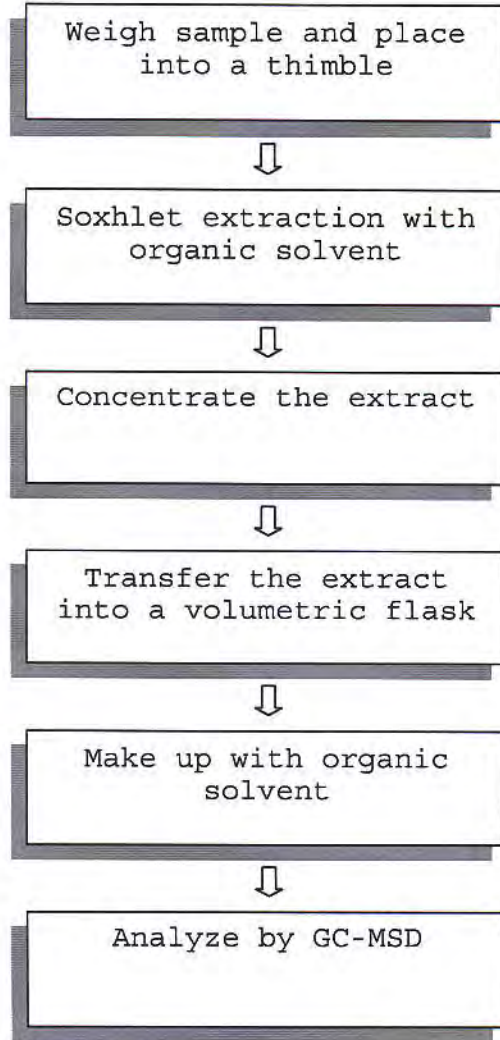 Weigh sample and place
into a thimble
Soxhlet extraction with
organic solvent
Concentrate the extract
Transfer the extract
into a volumetric flask
Make up with organic
solvent
Analyze by GC-MSD